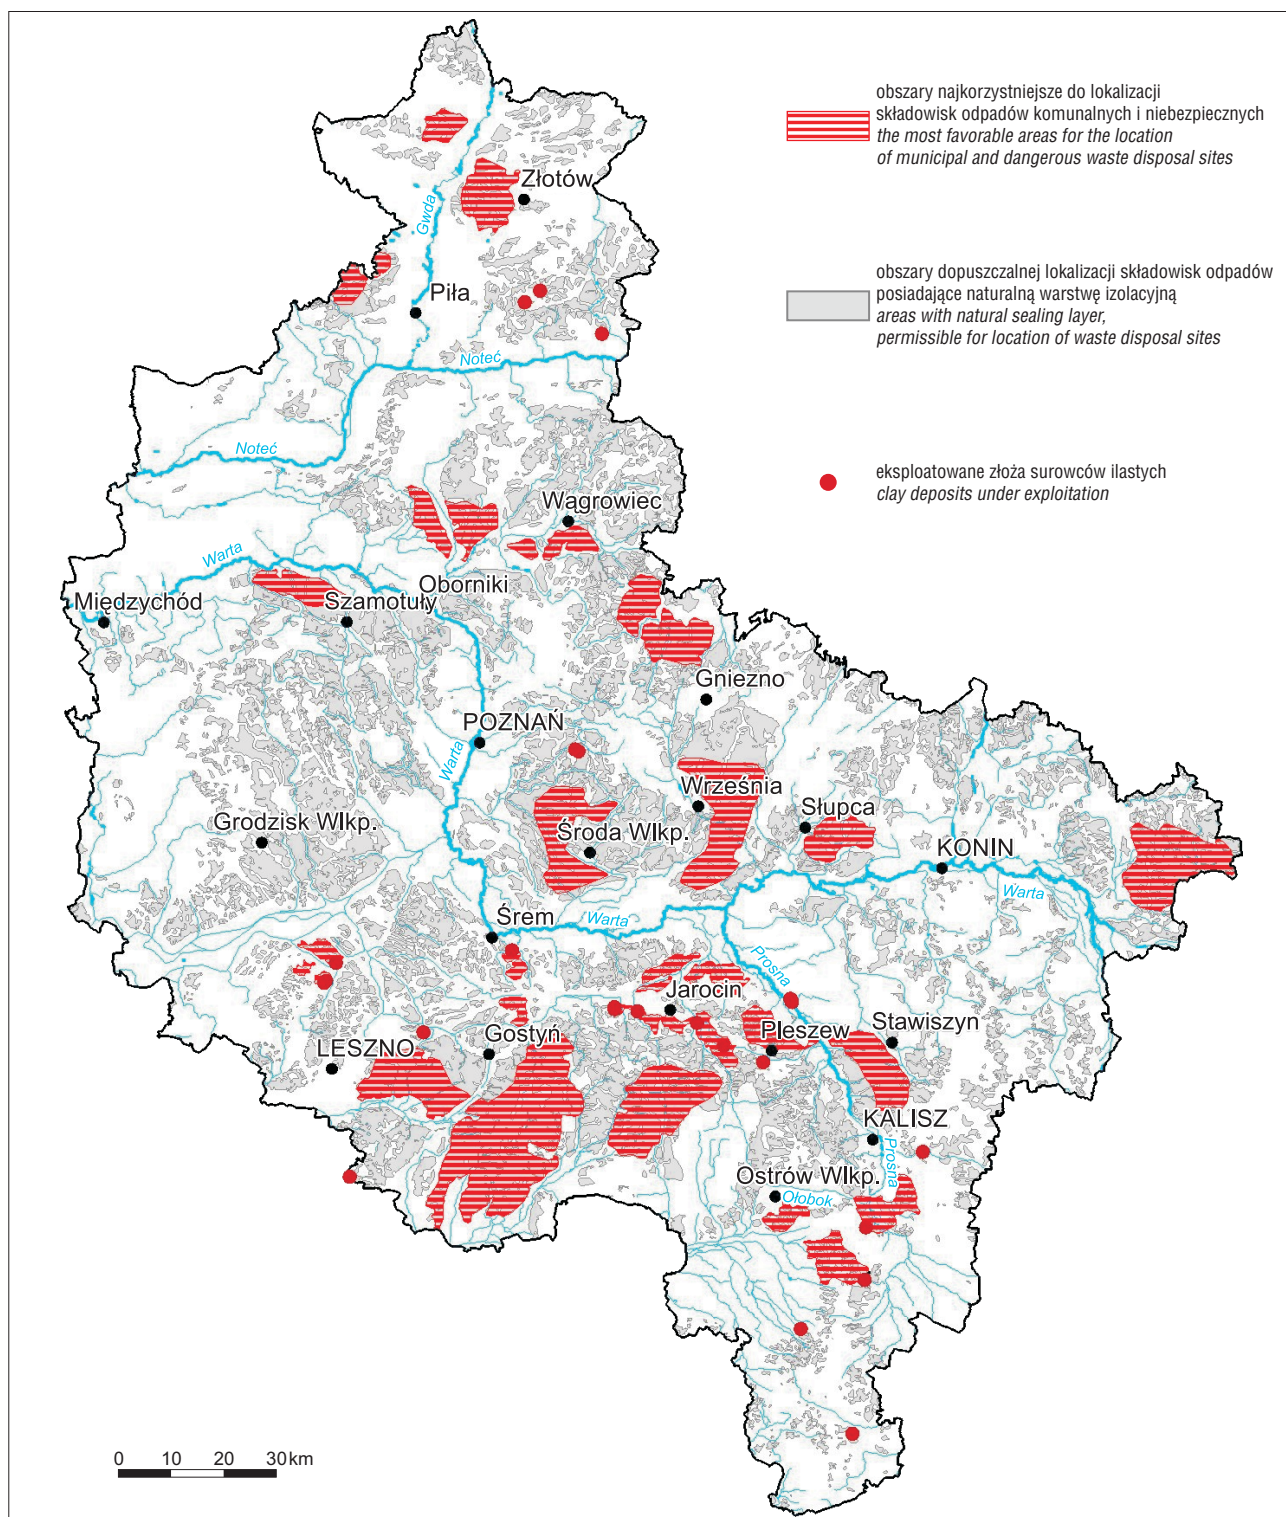 obszary najkorzystniejsze do lokalizacji
składowisk odpadów komunalnych i niebezpiecznych
the most favorable areas for the location
of municipal and dangerous waste disposal sites
obszary dopuszczalnej lokalizacji składowisk odpadów
posiadające naturalną warstwę izolacyjną
areas with natural sealing layer,
permissible for location of waste disposal sites
eksploatowane złoża surowców ilastych
clay deposits under exploitation
Złotów
Gwda
Piła
Noteć
Noteć
Wągrowiec
Warta
Oborniki
Międzychód
Szamotuły
Gniezno
POZNAŃ
Warta
Września
Słupca
Grodzisk Wlkp.
Środa Wlkp.
KONIN
Warta
Śrem
Warta
Prosna
Jarocin
Pleszew
Stawiszyn
Gostyń
LESZNO
KALISZ
Prosna
Ostrów Wlkp.
Ołobok
0 10 20 30 km